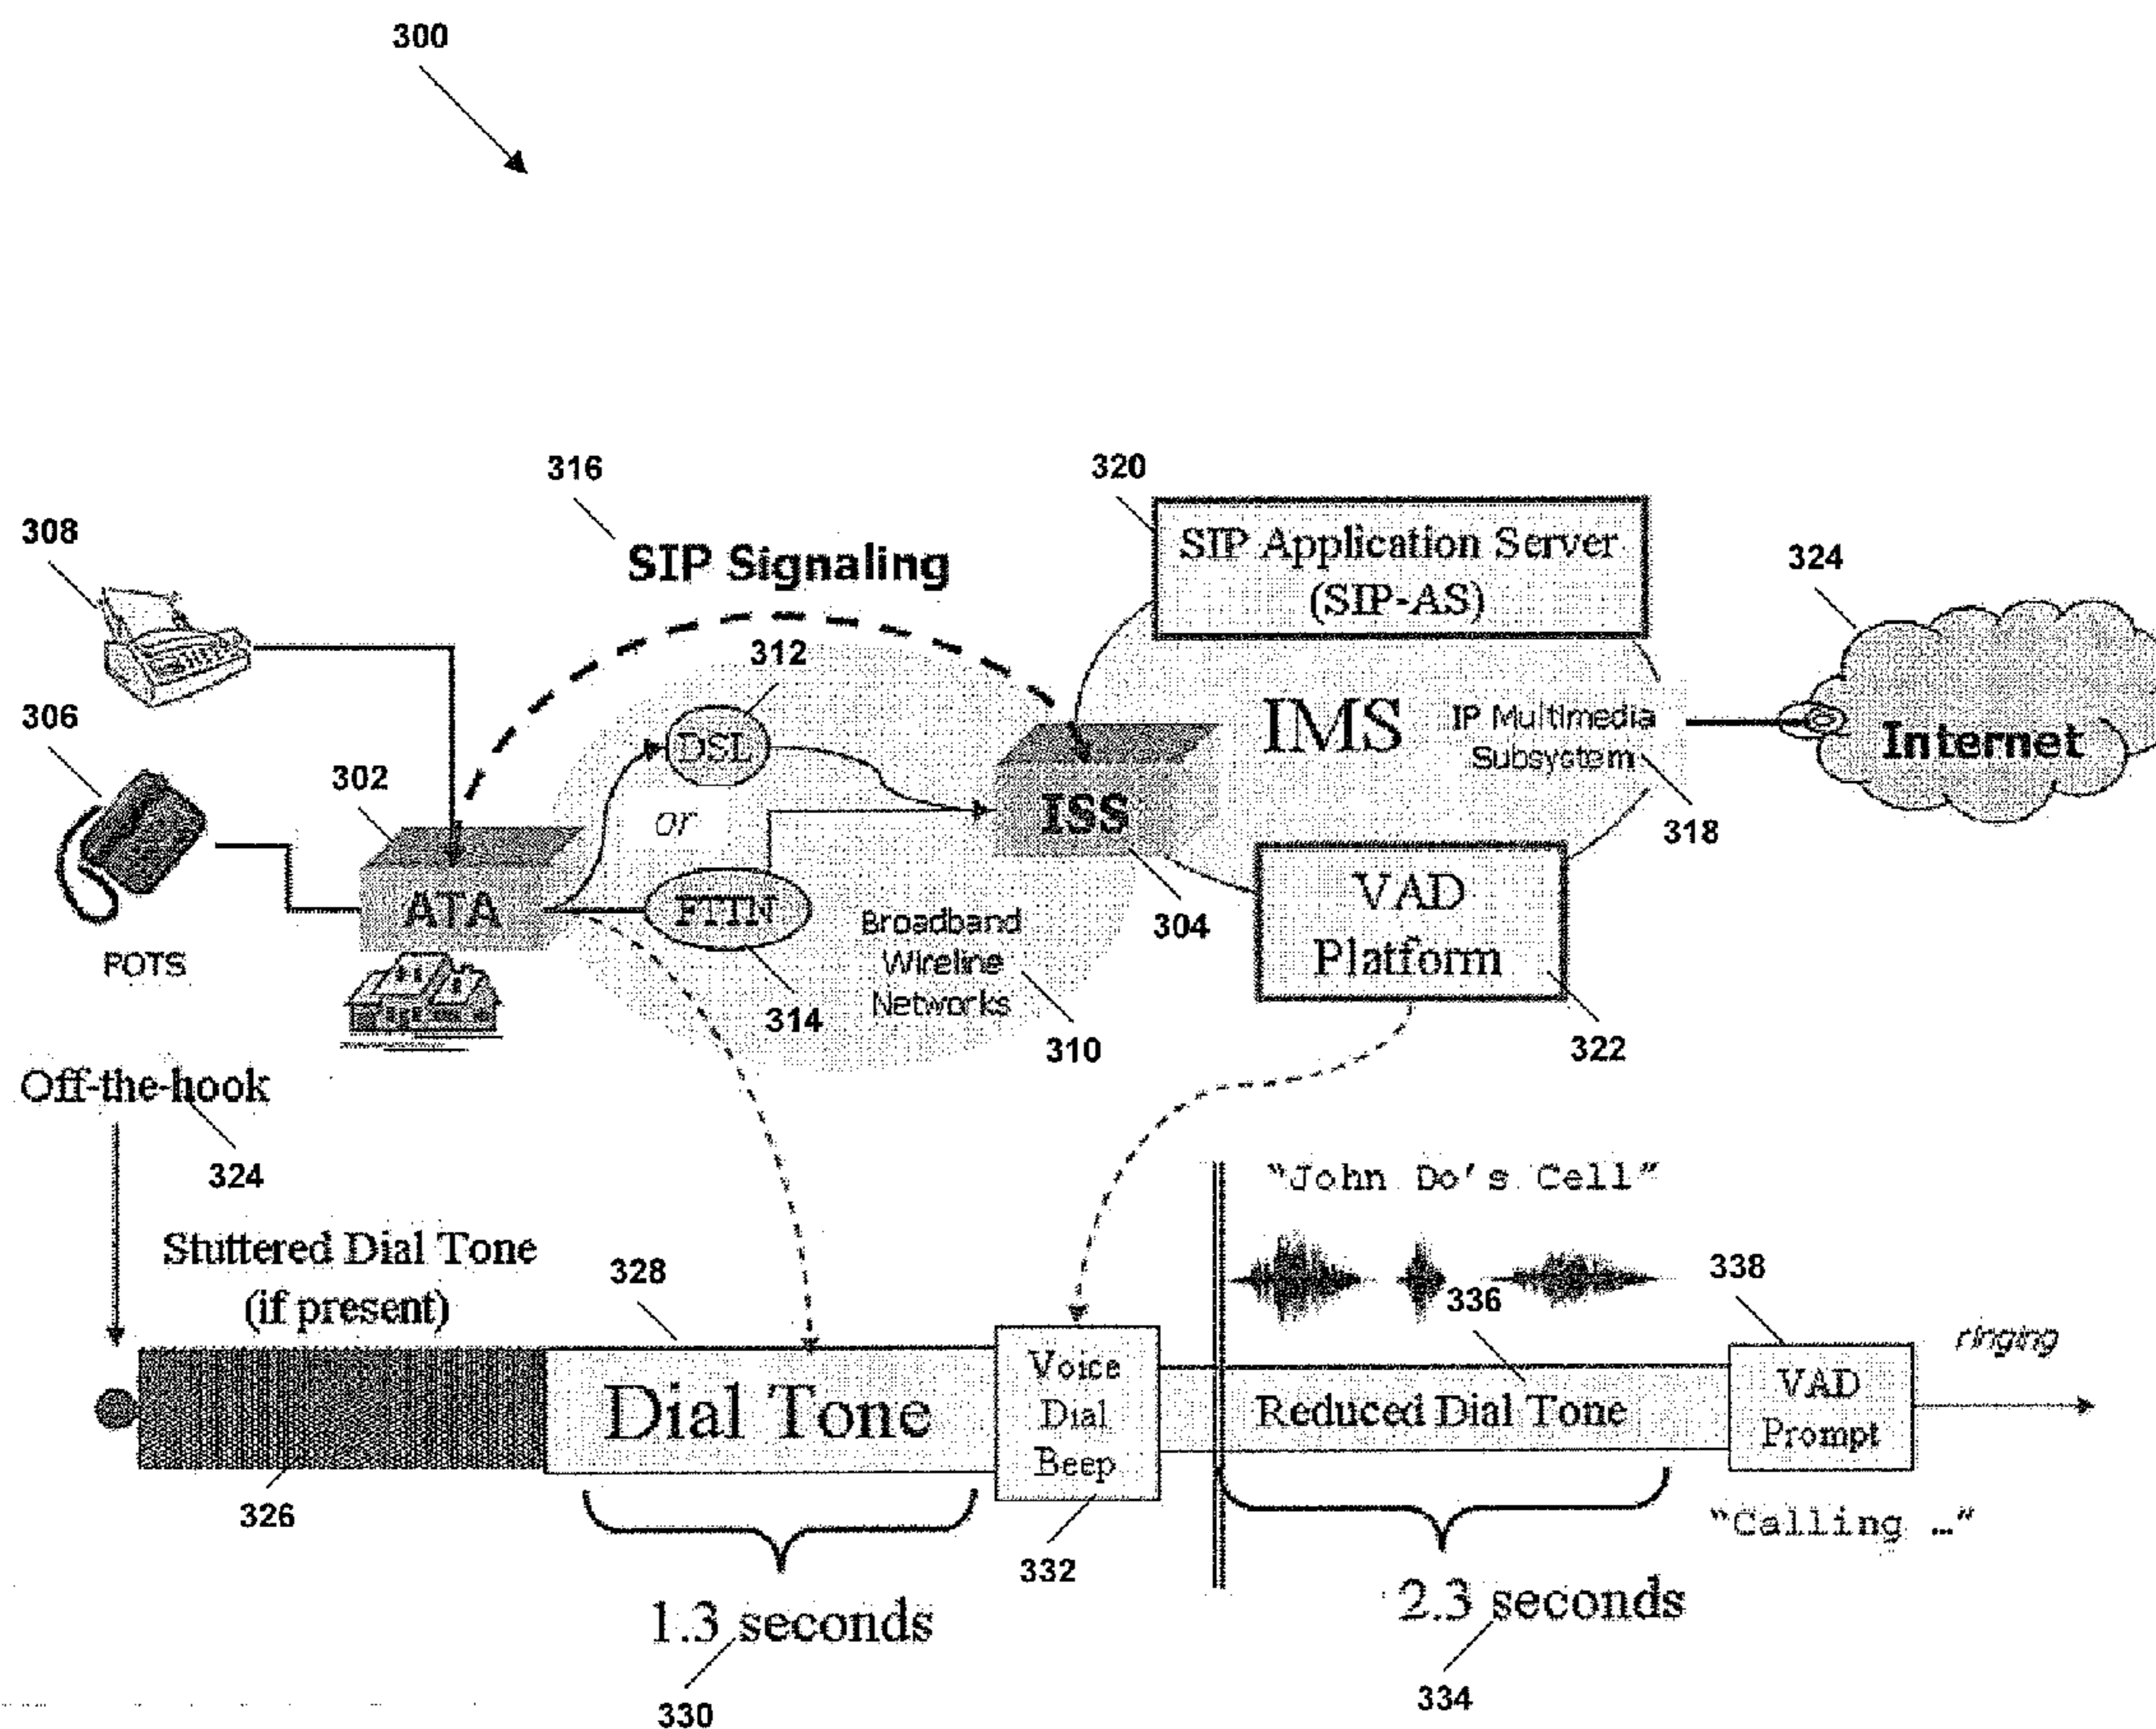 300
316
SIP Signaling
320
SIP Application Server
(SIP-AS)
324
Internet
308
306
POTS
302
ATA
312
DSL
or
FTTN
314
Broadband
Wireline
Networks
310
ISS
304
IMS
IP Multimedia
Subsystem
318
VAD
Platform
322
Off-the-hook
324
Stuttered Dial Tone
(if present)
326
328
Dial Tone
1.3 seconds
330
Voice
Dial
Beep
332
"John Do's Cell"
336
Reduced Dial Tone
2.3 seconds
334
338
VAD
Prompt
"Calling …"
ringing